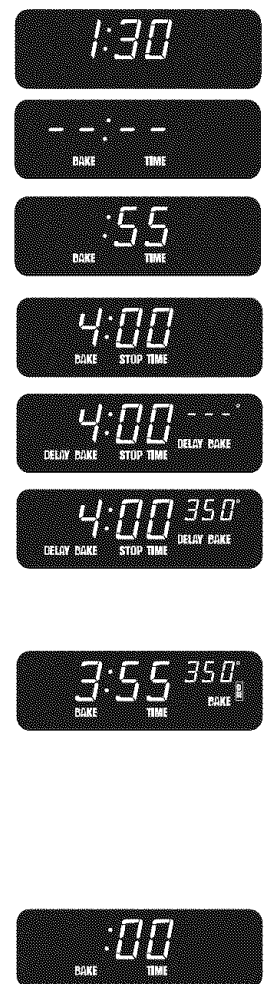 1:30
--:--
BAKE TIME
:55
BAKE TIME
4:00
BAKE STOP TIME
4:00 ---°
DELAY BAKE
DELAY BAKE STOP TIME
4:00 350°
DELAY BAKE
DELAY BAKE STOP TIME
3:55 350°
BAKE ON
BAKE TIME
:00
BAKE TIME